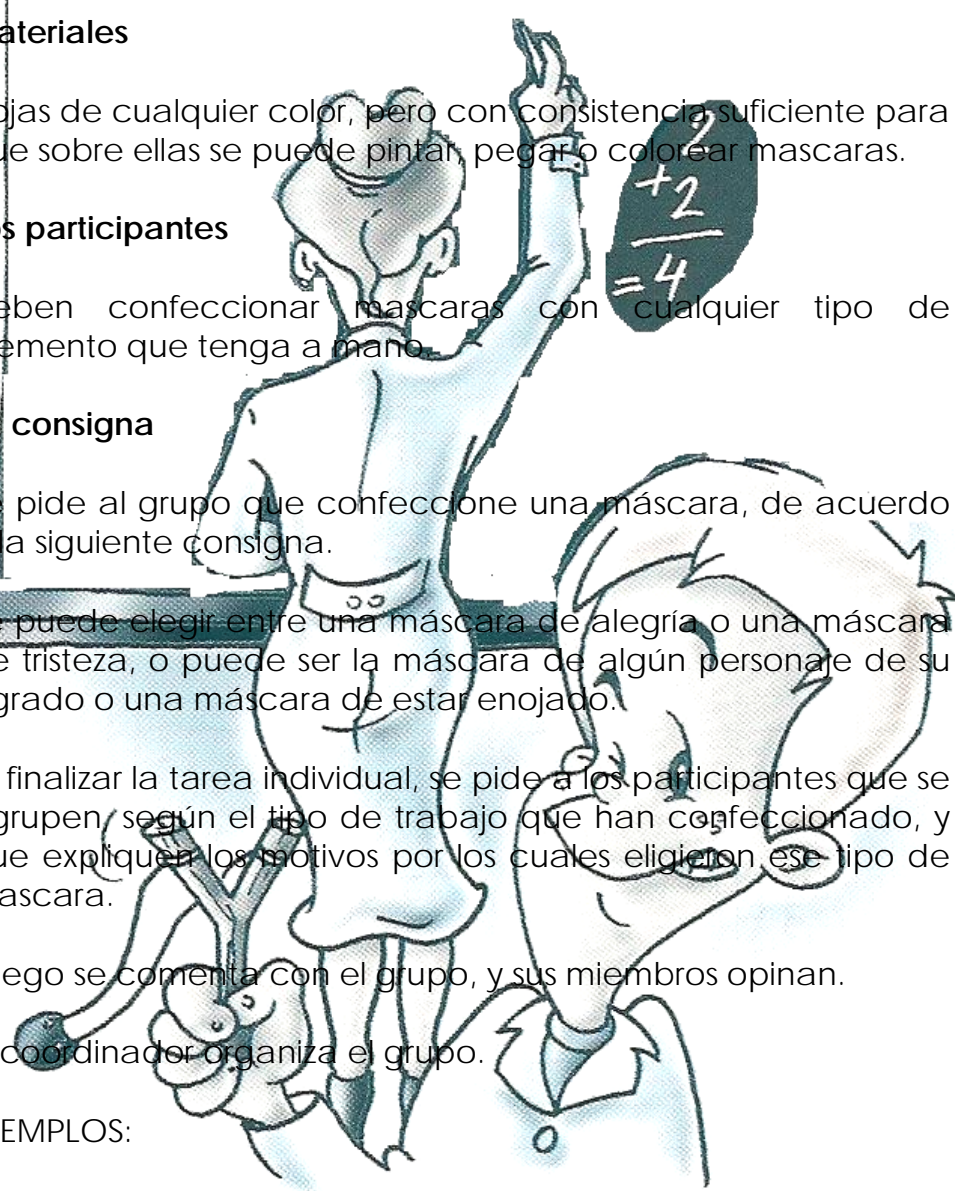 ateriales
ojas de cualquier color, pero con consistencia suficiente para
ue sobre ellas se puede pintar, pegar o colorear mascaras.
s participantes
eben confeccionar mascaras con cualquier tipo de
emento que tenga a mano.
consigna
e pide al grupo que confeccione una máscara, de acuerdo
la siguiente consigna.
e puede elegir entre una máscara de alegría o una máscara
e tristeza, o puede ser la máscara de algún personaje de su
grado o una máscara de estar enojado.
finalizar la tarea individual, se pide a los participantes que se
grupen, según el tipo de trabajo que han confeccionado, y
ue expliquen los motivos por los cuales eligieron ese tipo de
ascara.
ego se comenta con el grupo, y sus miembros opinan.
coordinador organiza el grupo.
EMPLOS:
2
+2
=4